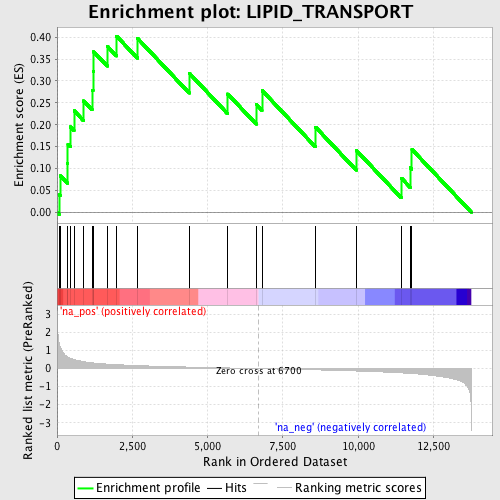 Enrichment plot: LIPID_TRANSPORT
Enrichment score (ES)
0.40
0.35
0.30
0.25
0.20
0.15
0.10
0.05
0.00
'na_pos' (positively correlated)
Ranked list metric (PreRanked)
3
2
1
0
-1
-2
-3
Zero cross at 6700
'na_neg' (negatively correlated)
0 2,500 5,000 7,500 10,000 12,500
Rank in Ordered Dataset
Enrichment profile Hits Ranking metric scores